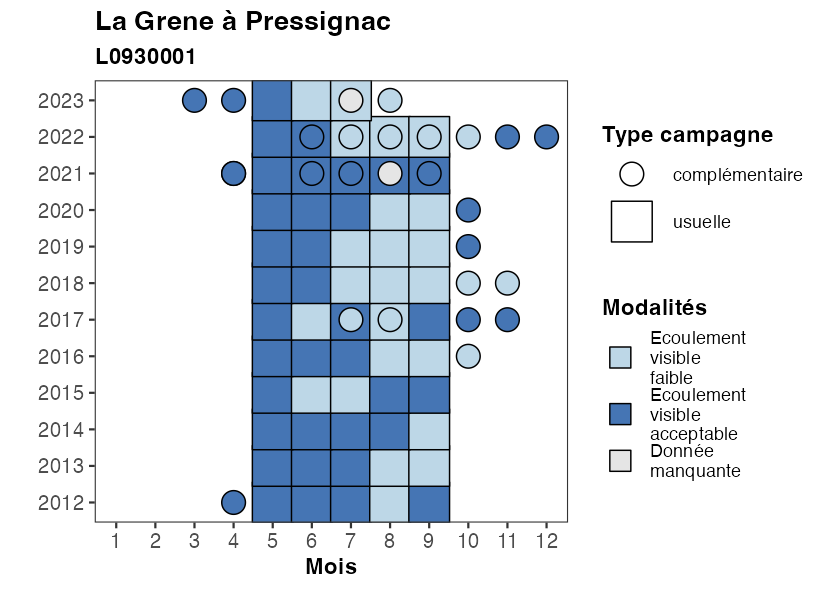 La Grene à Pressignac
L0930001
2023
2022
2021
2020
2019
2018
2017
2016
2015
2014
2013
2012
1 2 3 4 5 6 7 8 9 10 11 12
Mois
Type campagne
complémentaire
usuelle
Modalités
Ecoulement
visible
faible
Ecoulement
visible
acceptable
Donnée
manquante